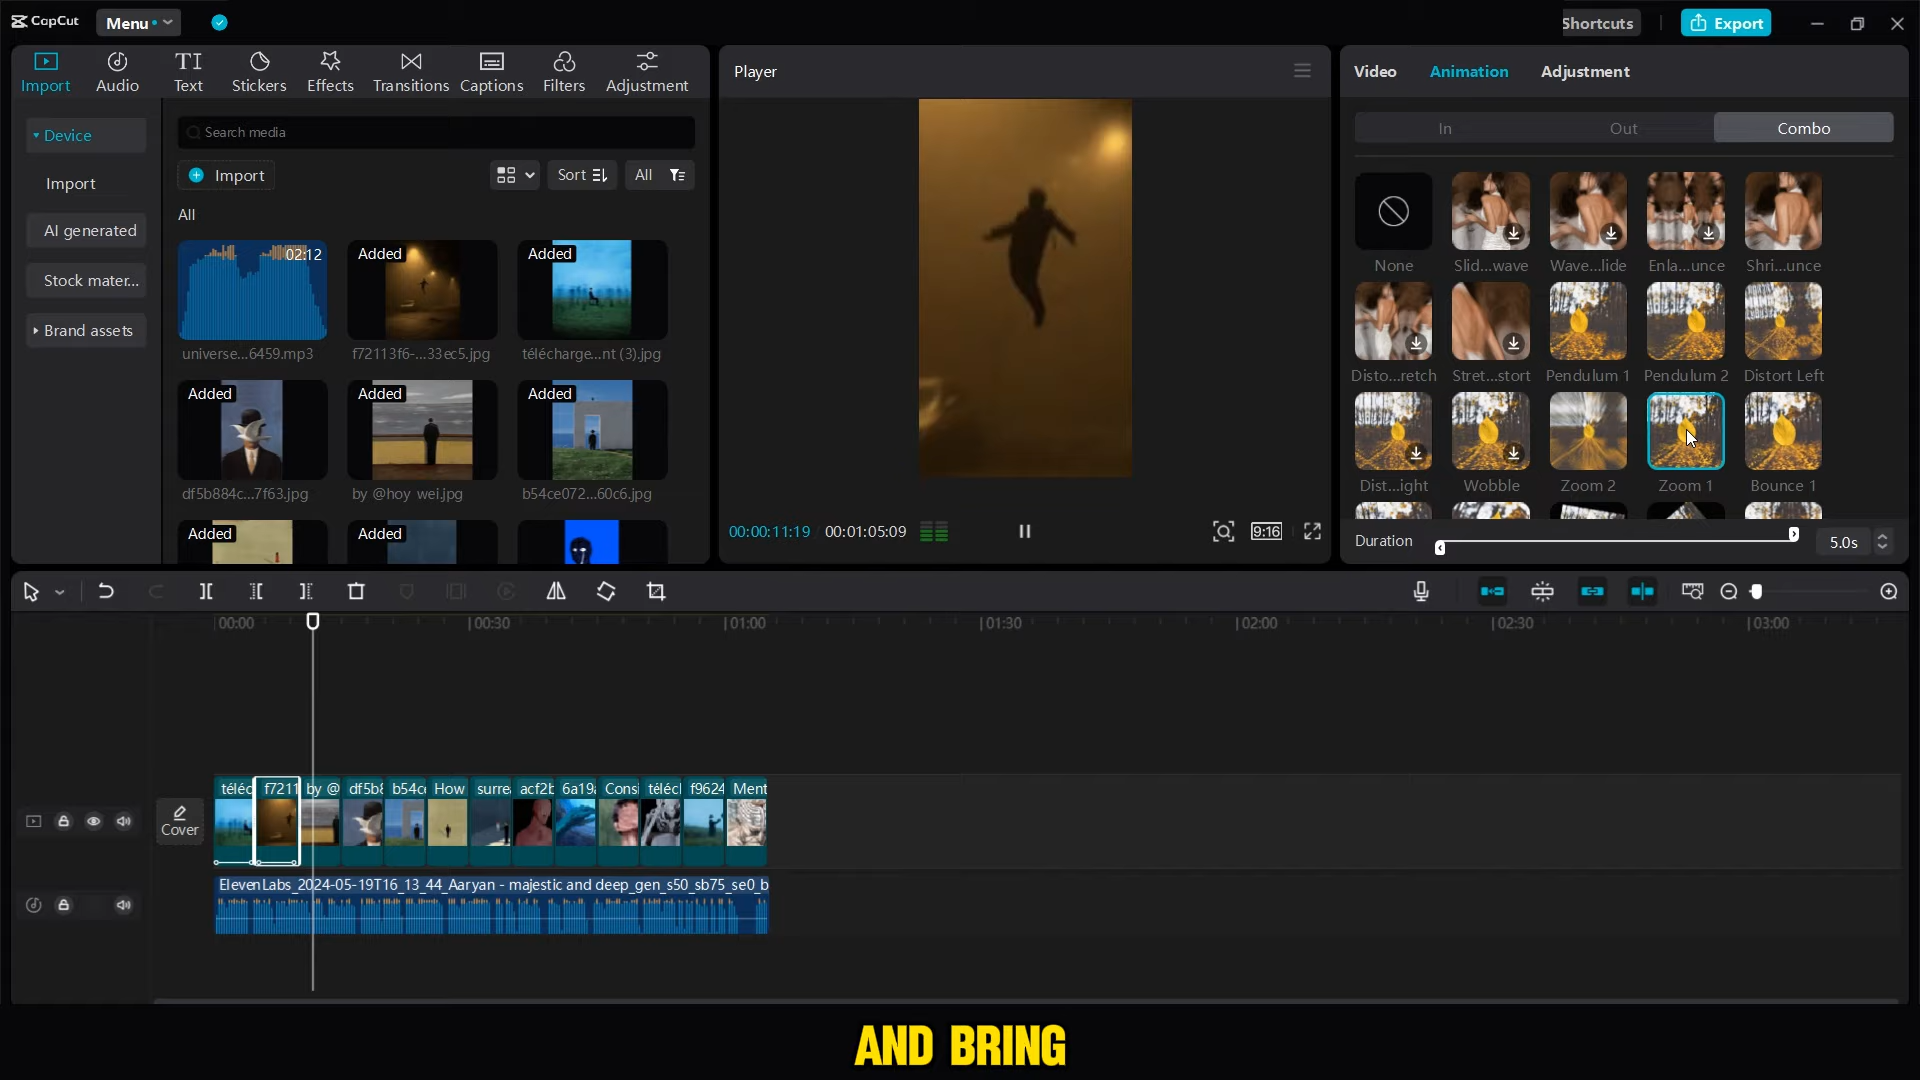 CapCut
Menu
Shortcuts
Export
Import
Audio
TI
Text
Stickers
Effects
Transitions
Captions
Filters
Adjustment
Device
Import
AI generated
Stock mater...
Brand assets
Search media
Import
Sort
All
All
02:12
universe...6459.mp3
Added
f72113f6-...33ec5.jpg
Added
télécharge...nt (3).jpg
Added
df5b884c...7f63.jpg
Added
by @hoy wei.jpg
Added
b54ce072...60c6.jpg
Added
Added
Player
00:00:11:19
00:01:05:09
9:16
Video
Animation
Adjustment
In
Out
Combo
None
Slid...wave
Wave...lide
Enla...unce
Shri...unce
Disto...retch
Stret...stort
Pendulum 1
Pendulum 2
Distort Left
Dist...ight
Wobble
Zoom 2
Zoom 1
Bounce 1
Duration
5.0s
00:00
00:30
01:00
01:30
02:00
02:30
03:00
Cover
téléc
f7211
by @
df5b8
b54c
How
surre
acf2b
6a19
Consi
téléc
f9624
Ment
ElevenLabs_2024-05-19T16_13_44_Aaryan - majestic and deep_gen_s50_sb75_se0_b
AND BRING